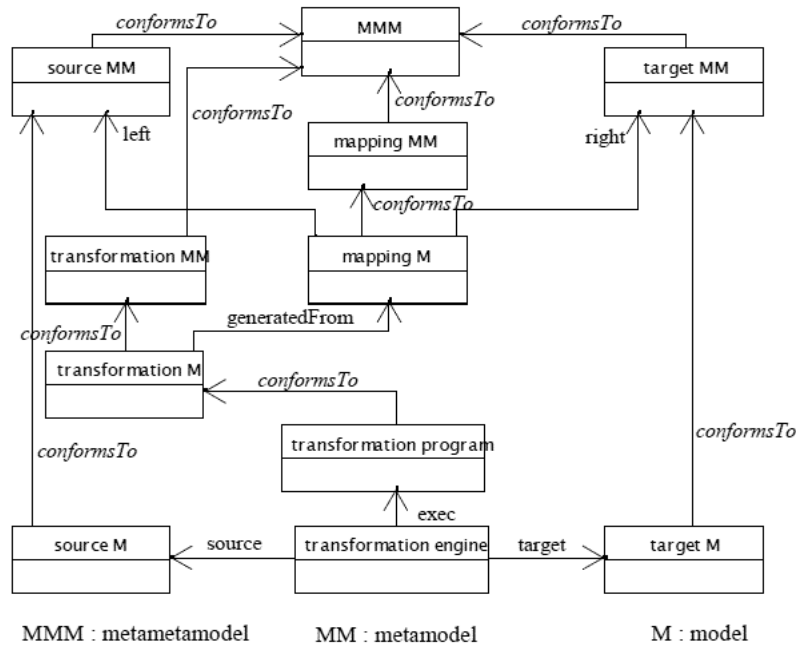 conformsTo
MMM
conformsTo
source MM
target MM
conformsTo
conformsTo
left
mapping MM
right
conformsTo
transformation MM
mapping M
generatedFrom
conformsTo
transformation M
conformsTo
transformation program
conformsTo
conformsTo
exec
source M
source
transformation engine
target
target M
MMM : metametamodel
MM : metamodel
M : model